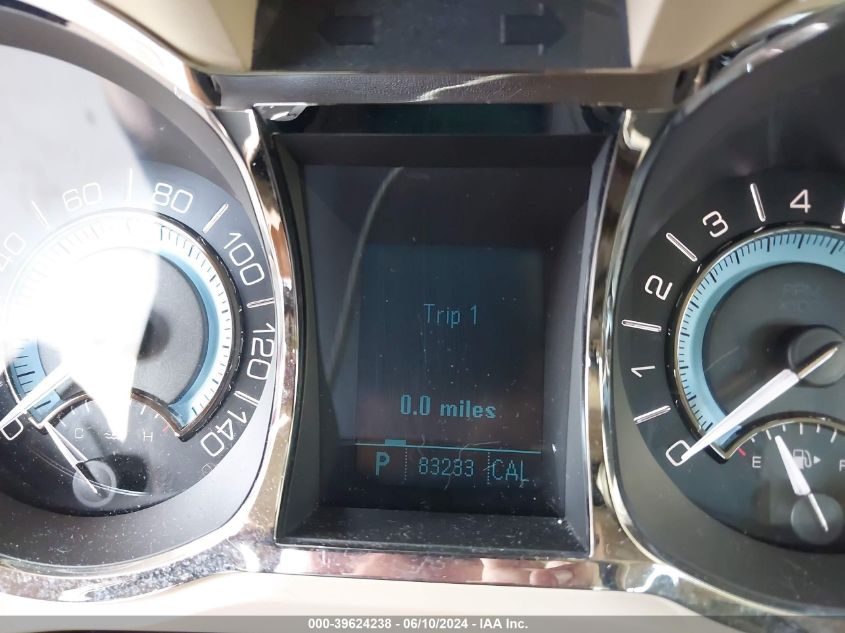 40 60 80 100 120 140
0
C H
Trip 1
0.0 miles
P 83233 CAL
0 1 2 3 4
E F
000-39624238 - 06/10/2024 - IAA Inc.